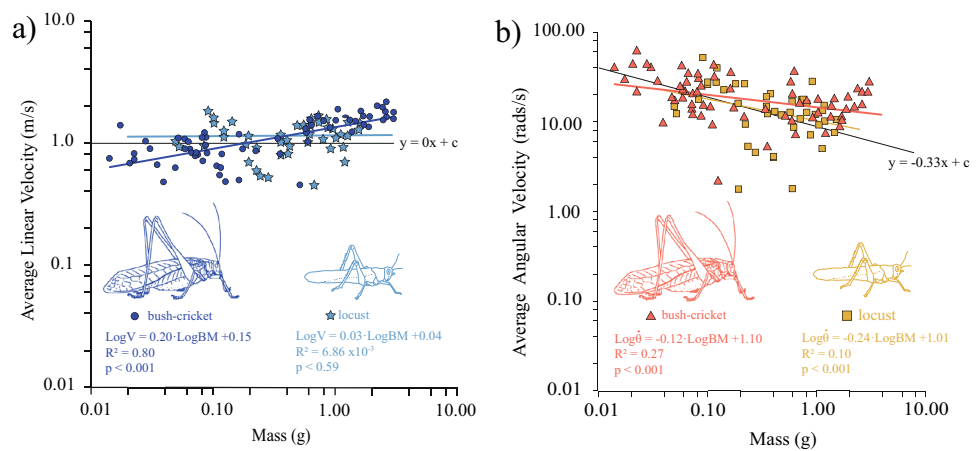 a)
10.0
1.0
0.1
0.01
Average Linear Velocity (m/s)
y = 0x + c
bush-cricket
LogV = 0.20·LogBM +0.15
R² = 0.80
p < 0.001
locust
LogV = 0.03·LogBM +0.04
R² = 6.86 x10⁻³
p < 0.59
0.01 0.10 1.00 10.00
Mass (g)
b)
100.00
10.00
1.00
0.10
0.01
Average Angular Velocity (rads/s)
y = -0.33x + c
bush-cricket
Logθ̇ = -0.12·LogBM +1.10
R² = 0.27
p < 0.001
locust
Logθ̇ = -0.24·LogBM +1.01
R² = 0.10
p < 0.001
0.01 0.10 1.00 10.00
Mass (g)